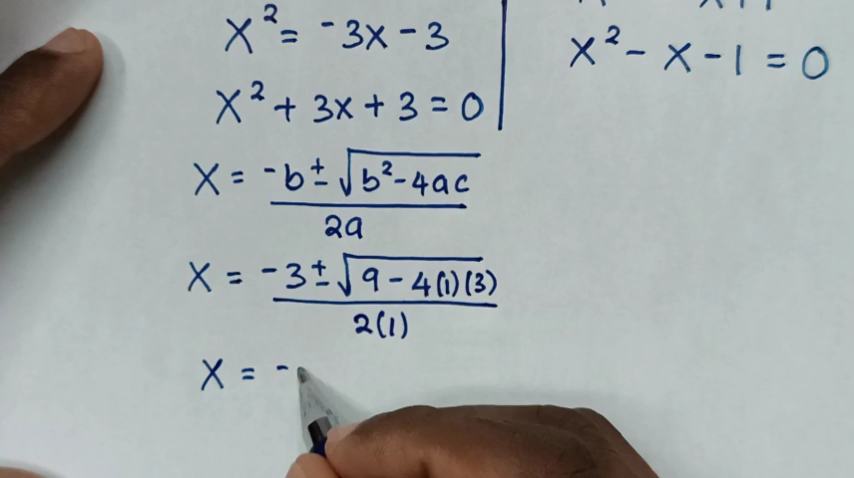 x² = -3x - 3
x² + 3x + 3 = 0
x = -b ± √b² - 4ac
2a
x = -3 ± √9 - 4(1)(3)
2(1)
x = -
x² - x - 1 = 0